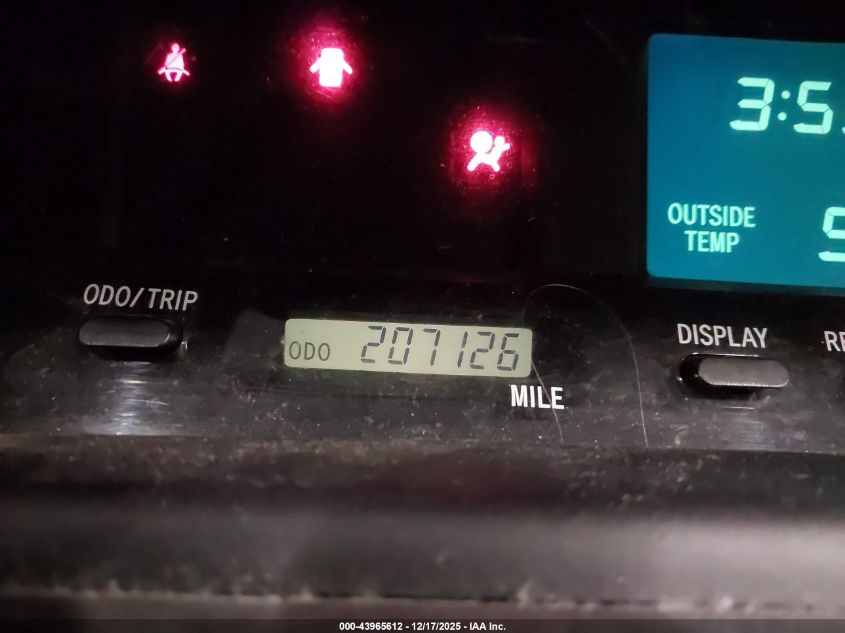 3:5
OUTSIDE
TEMP
ODO/TRIP
ODO 207126
MILE
DISPLAY
000-43965612 - 12/17/2025 - IAA Inc.